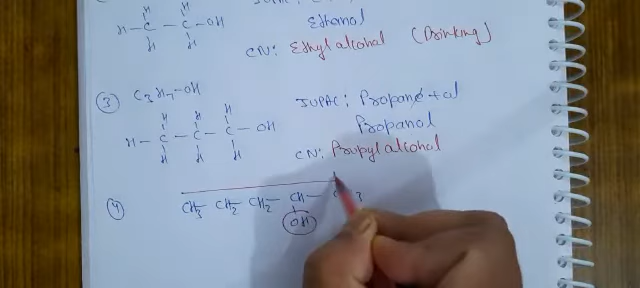 H
H – C – C – OH
H H
Ethanol
CN: Ethyl alcohol (Drinking)
③ C3H7–OH
IUPAC: Propane + ol
H H H
H – C – C – C – OH
H H H
Propanol
CN: Propyl alcohol
④ CH3 CH2 CH2 – CH – 3
OH